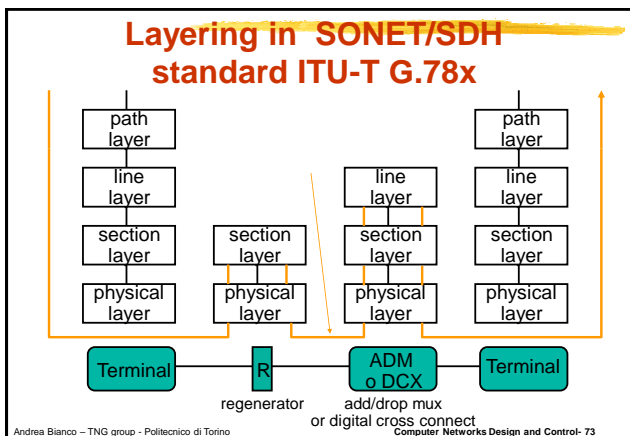 Layering in SONET/SDH
standard ITU-T G.78x
path
layer
line
layer
section
layer
physical
layer
section
layer
physical
layer
line
layer
section
layer
physical
layer
path
layer
line
layer
section
layer
physical
layer
Terminal
R
ADM
o DCX
Terminal
regenerator
add/drop mux
or digital cross connect
Andrea Bianco – TNG group - Politecnico di Torino
Computer Networks Design and Control- 73